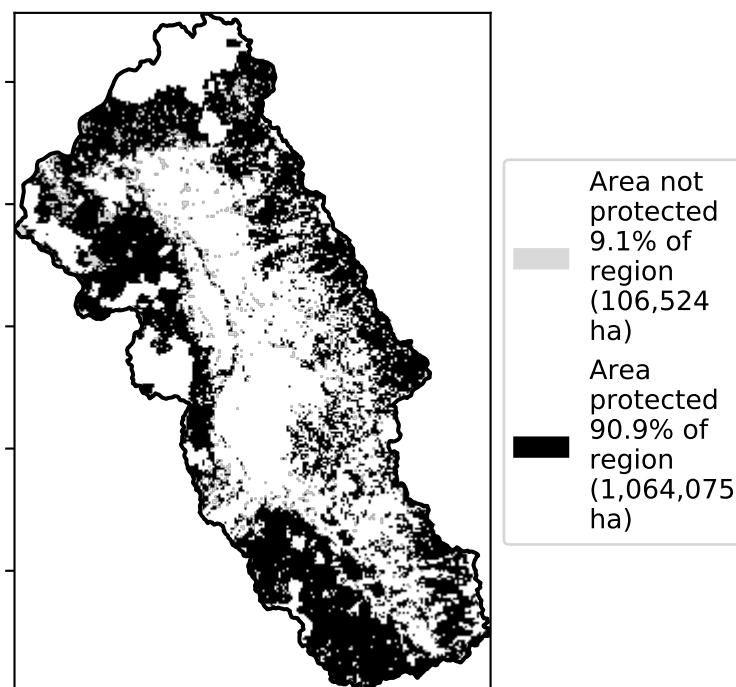 Area not
protected
9.1% of
region
(106,524
ha)
Area
protected
90.9% of
region
(1,064,075
ha)